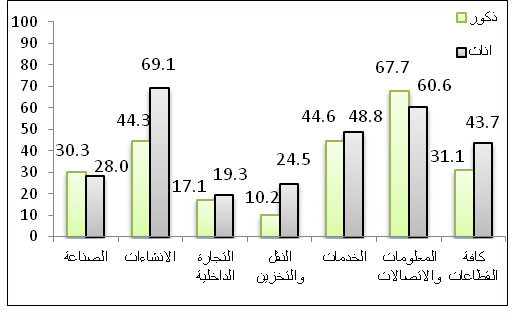 ذكور
اناث
100
90
80
70
60
50
40
30
20
10
0
30.3
28.0
44.3
69.1
17.1
19.3
10.2
24.5
44.6
48.8
67.7
60.6
31.1
43.7
الصناعة
الانشاءات
التجارة
الداخلية
النقل
والتخزين
الخدمات
المعلومات
والاتصالات
كافة
القطاعات